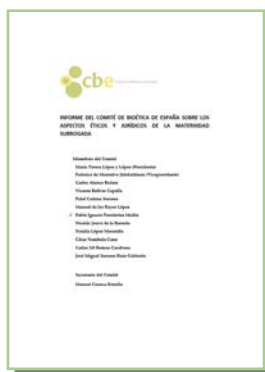 cbe
INFORME DEL COMITÉ DE BIOÉTICA DE ESPAÑA SOBRE LOS
ASPECTOS ÉTICOS Y JURÍDICOS DE LA MATERNIDAD
SUBROGADA
Miembros del Comité
María Teresa López y López (Presidenta)
Federico de Montalvo (Vicepresidente)
Carlos Alonso Bedate
Vicente Bellver Capella
Fidel Cadena Serrano
Manuel de los Reyes López
Pablo Ignacio Fernández
Nicolás Jouve de la Barreda
Natalia López Moratalla
César Nombela Cano
Carlos Mª Romeo Casabona
José Miguel Serrano Ruiz-Calderón
Secretario del Comité
Manuel